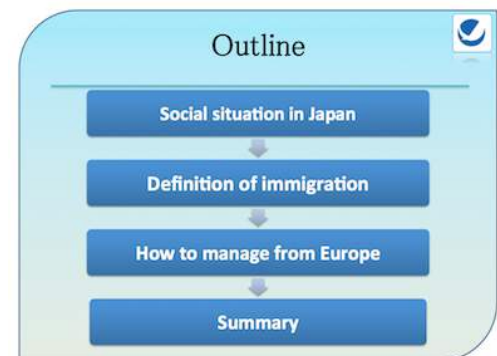 Outline
Social situation in Japan
Definition of immigration
How to manage from Europe
Summary